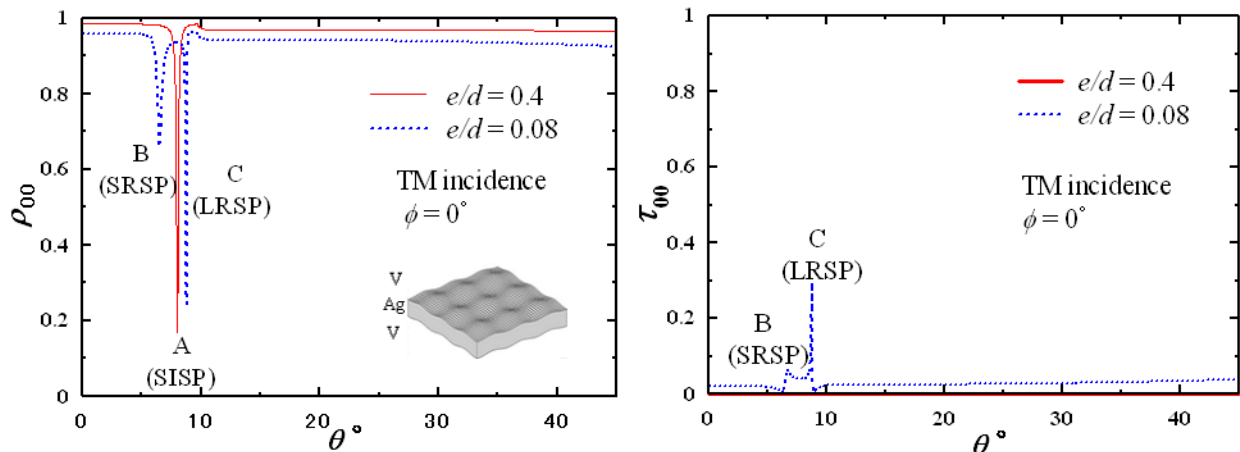 1
0.8
0.6
0.4
0.2
0
ρ00
e/d = 0.4
e/d = 0.08
B
(SRSP)
C
(LRSP)
TM incidence
ϕ = 0°
V
Ag
V
A
(SISP)
0
10
20
30
40
θ°
1
0.8
0.6
0.4
0.2
0
τ00
e/d = 0.4
e/d = 0.08
TM incidence
ϕ = 0°
C
(LRSP)
B
(SRSP)
0
10
20
30
40
θ°